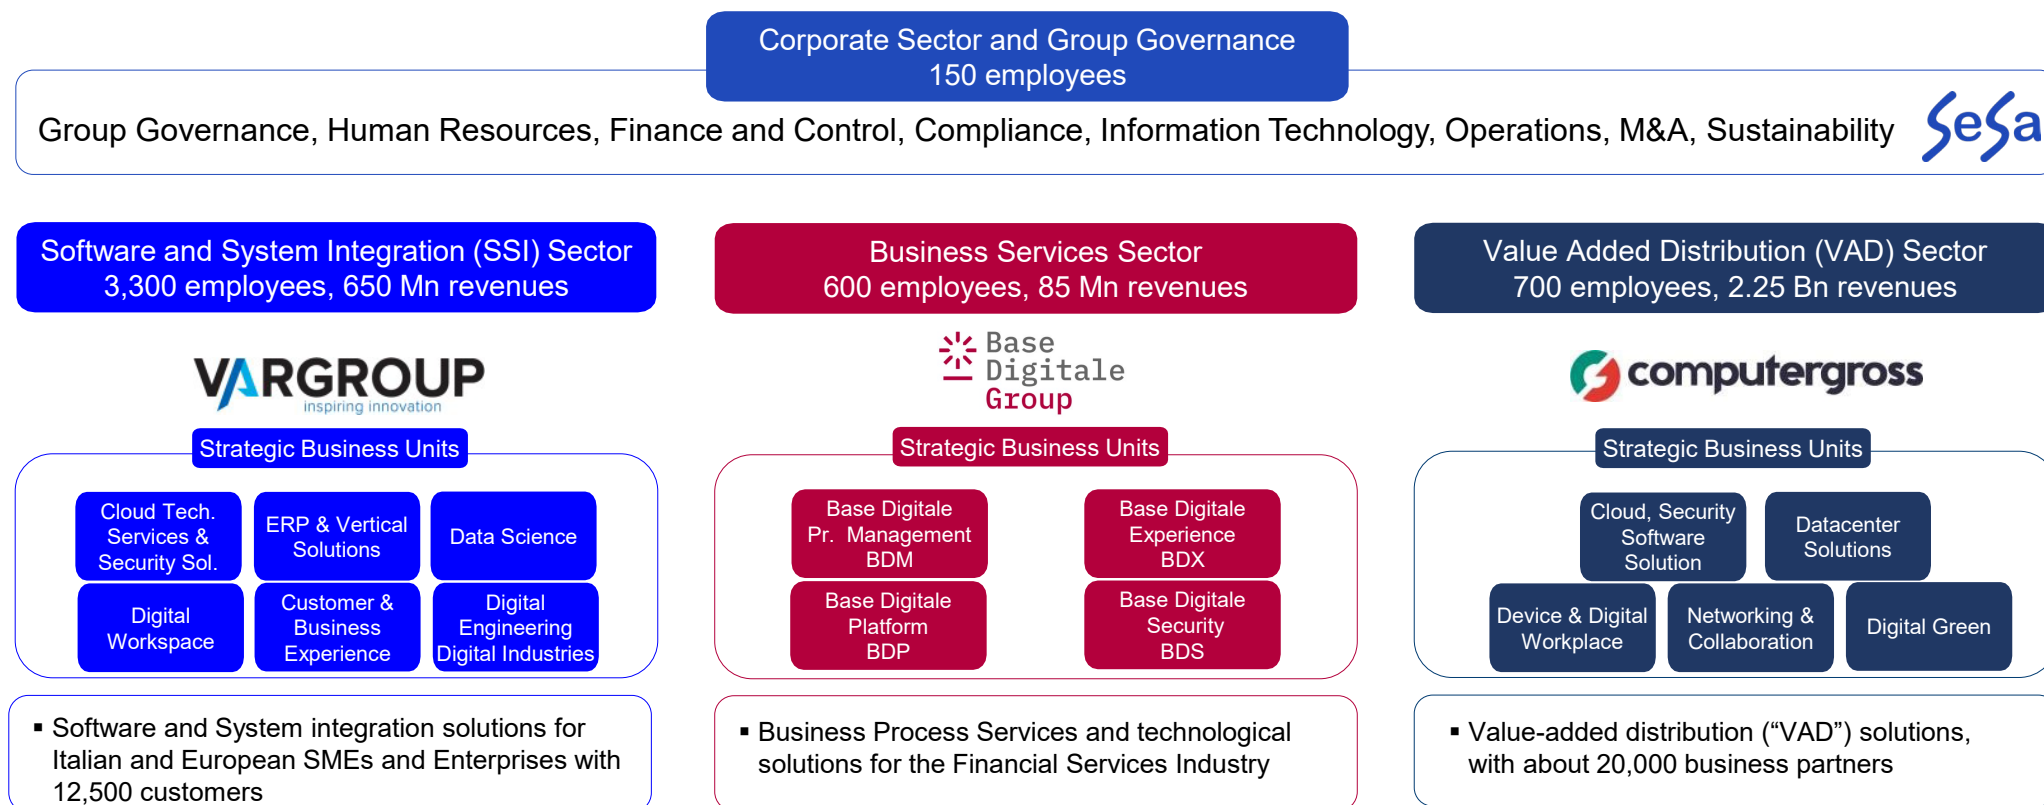 Corporate Sector and Group Governance
150 employees
Group Governance, Human Resources, Finance and Control, Compliance, Information Technology, Operations, M&A, Sustainability
SeSa
Software and System Integration (SSI) Sector
3,300 employees, 650 Mn revenues
VARGROUP
inspiring innovation
Strategic Business Units
Cloud Tech.
Services &
Security Sol.
ERP & Vertical
Solutions
Data Science
Digital
Workspace
Customer &
Business
Experience
Digital
Engineering
Digital Industries
▪ Software and System integration solutions for
Italian and European SMEs and Enterprises with
12,500 customers
Business Services Sector
600 employees, 85 Mn revenues
Base
Digitale
Group
Strategic Business Units
Base Digitale
Pr. Management
BDM
Base Digitale
Experience
BDX
Base Digitale
Platform
BDP
Base Digitale
Security
BDS
▪ Business Process Services and technological
solutions for the Financial Services Industry
Value Added Distribution (VAD) Sector
700 employees, 2.25 Bn revenues
computergross
Strategic Business Units
Cloud, Security
Software
Solution
Datacenter
Solutions
Device & Digital
Workplace
Networking &
Collaboration
Digital Green
▪ Value-added distribution (“VAD”) solutions,
with about 20,000 business partners